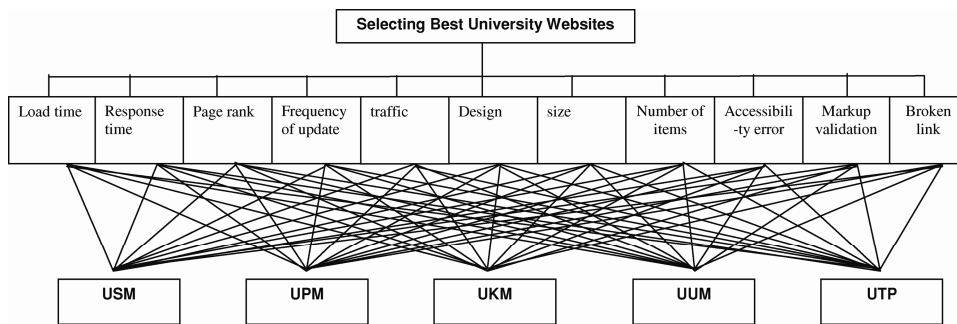 Selecting Best University Websites
Load time
Response
time
Page rank
Frequency
of update
traffic
Design
size
Number of
items
Accessibili
-ty error
Markup
validation
Broken
link
USM
UPM
UKM
UUM
UTP